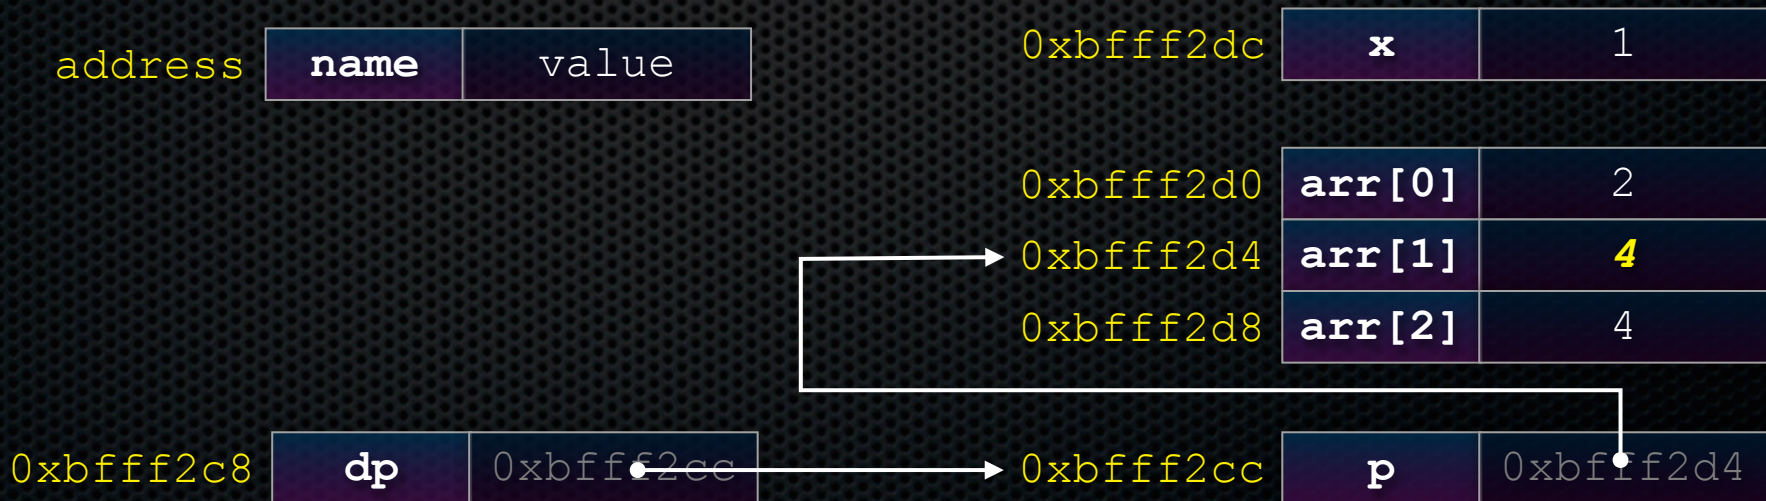 address name value
0xbfff2dc x 1
0xbfff2d0 arr[0] 2
0xbfff2d4 arr[1] 4
0xbfff2d8 arr[2] 4
0xbfff2c8 dp 0xbfff2cc
0xbfff2cc p 0xbfff2d4